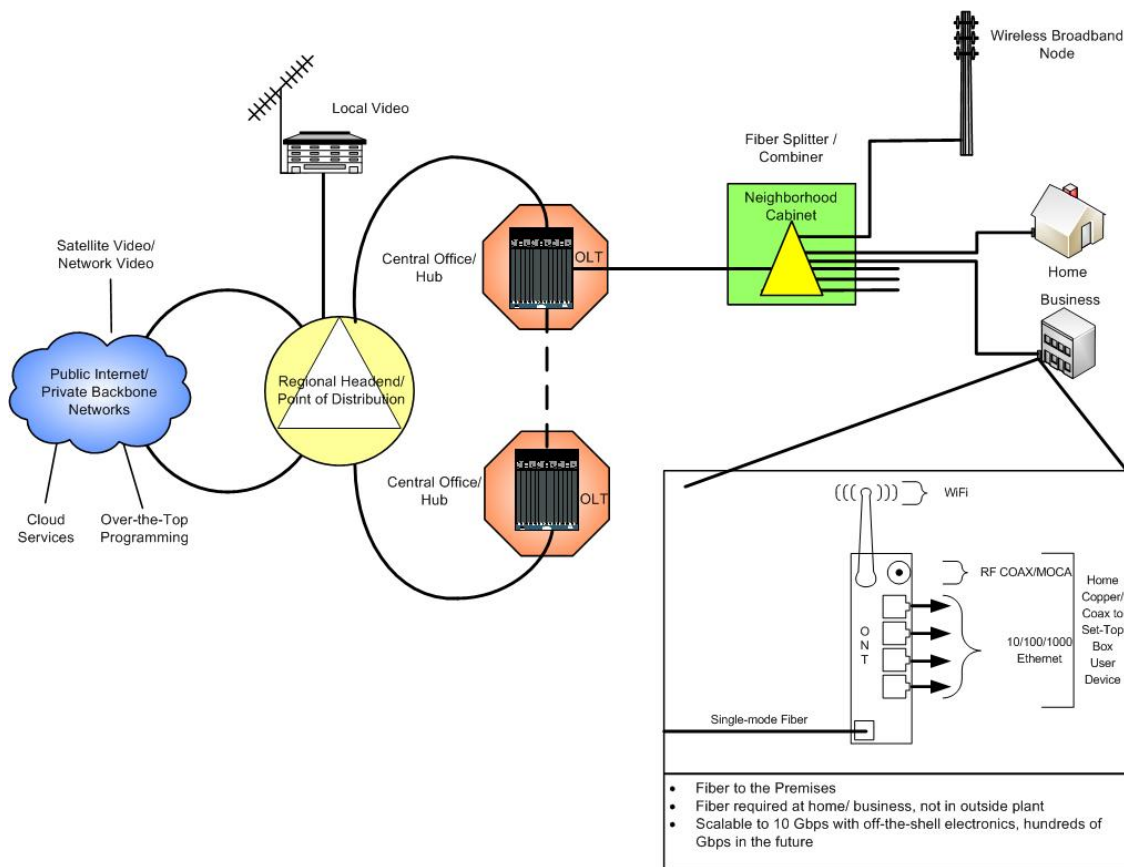 Wireless Broadband
Node
Local Video
Fiber Splitter /
Combiner
Neighborhood
Cabinet
Satellite Video/
Network Video
Central Office/
Hub
OLT
Home
Business
Public Internet/
Private Backbone
Networks
Regional Headend/
Point of Distribution
Central Office/
Hub
OLT
Cloud
Services
Over-the-Top
Programming
WiFi
RF COAX/MOCA
O
N
T
10/100/1000
Ethernet
Home
Copper/
Coax to
Set-Top
Box
User
Device
Single-mode Fiber
• Fiber to the Premises
• Fiber required at home/ business, not in outside plant
• Scalable to 10 Gbps with off-the-shell electronics, hundreds of
Gbps in the future